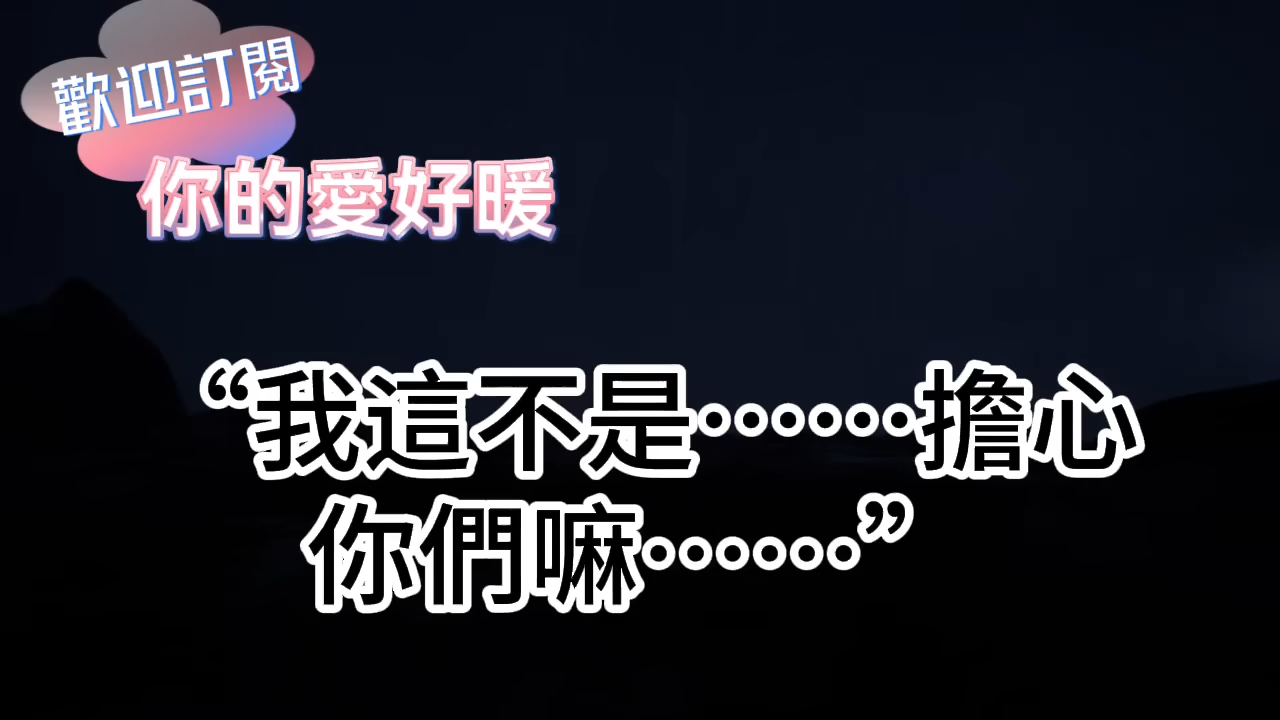 歡迎訂閱
你的愛好暖
“我這不是……擔心
你們嘛……”